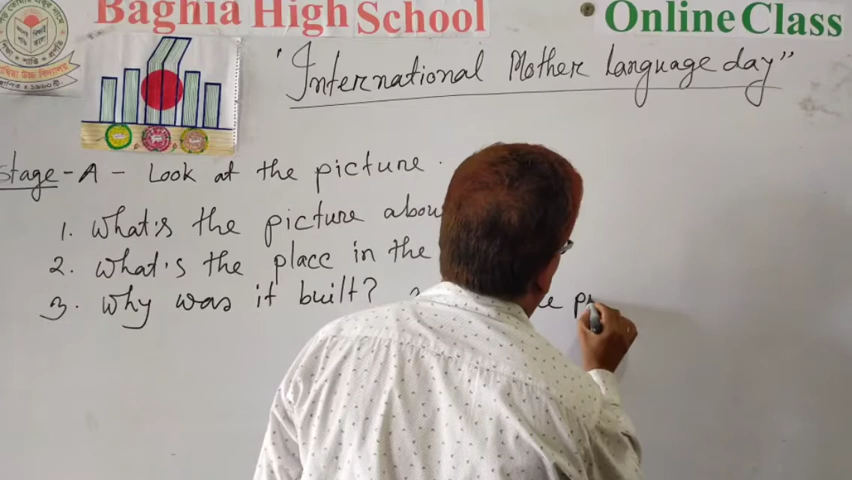 Baghia High School Online Class
"International Mother Language day"
Stage-A - Look at the picture.
1. What's the picture abou
2. What's the place in the
3. Why was it built?